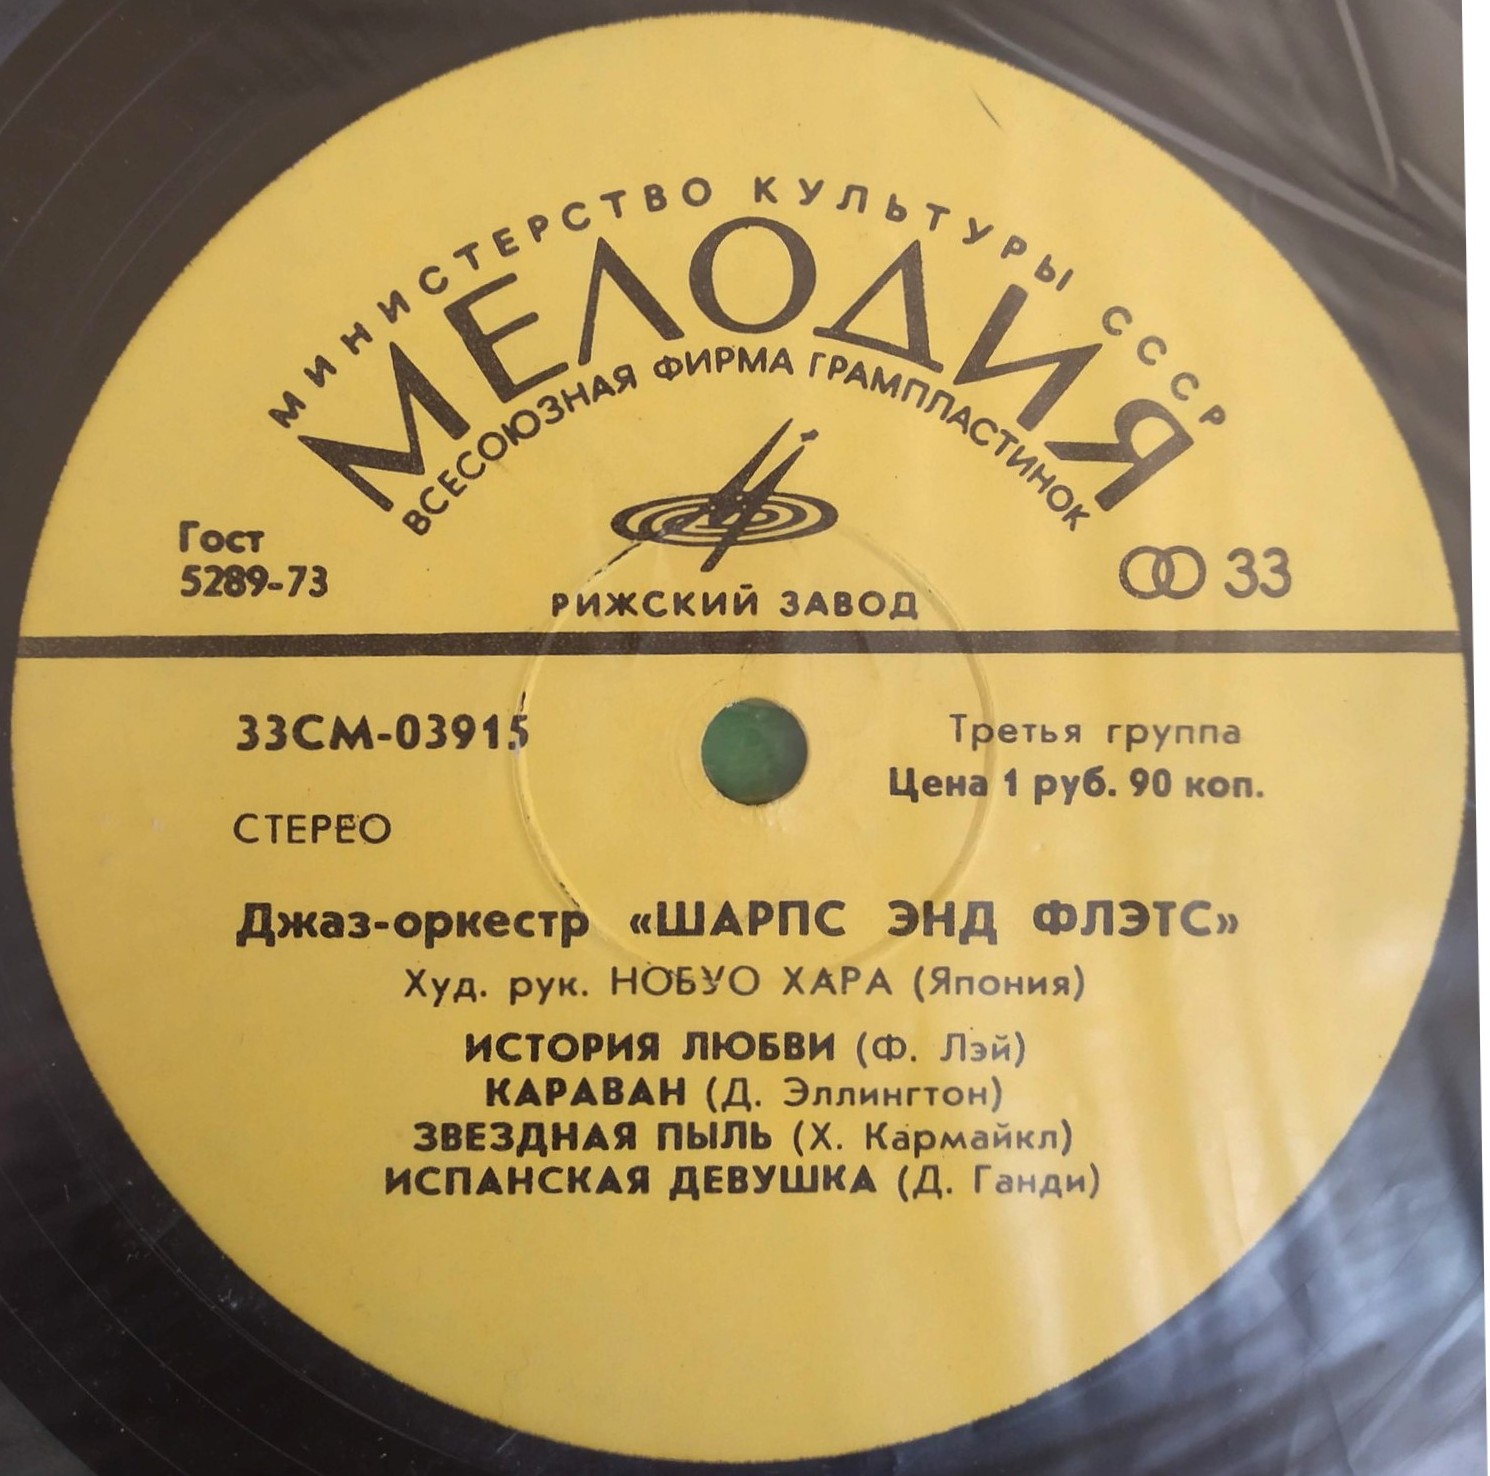 МИНИСТЕРСТВО КУЛЬТУРЫ СССР
МЕЛОДИЯ
ВСЕСОЮЗНАЯ ФИРМА ГРАМПЛАСТИНОК
Гост
5289-73
33
РИЖСКИЙ ЗАВОД
33СМ-03915
Третья группа
Цена 1 руб. 90 коп.
СТЕРЕО
Джаз-оркестр «ШАРПС ЭНД ФЛЭТС»
Худ. рук. НОБУО ХАРА (Япония)
ИСТОРИЯ ЛЮБВИ (Ф. Лэй)
КАРАВАН (Д. Эллингтон)
ЗВЕЗДНАЯ ПЫЛЬ (Х. Кармайкл)
ИСПАНСКАЯ ДЕВУШКА (Д. Ганди)